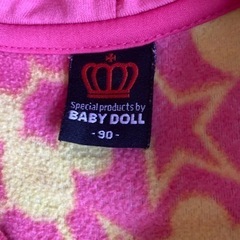 Special products by
BABY DOLL
- 90 -